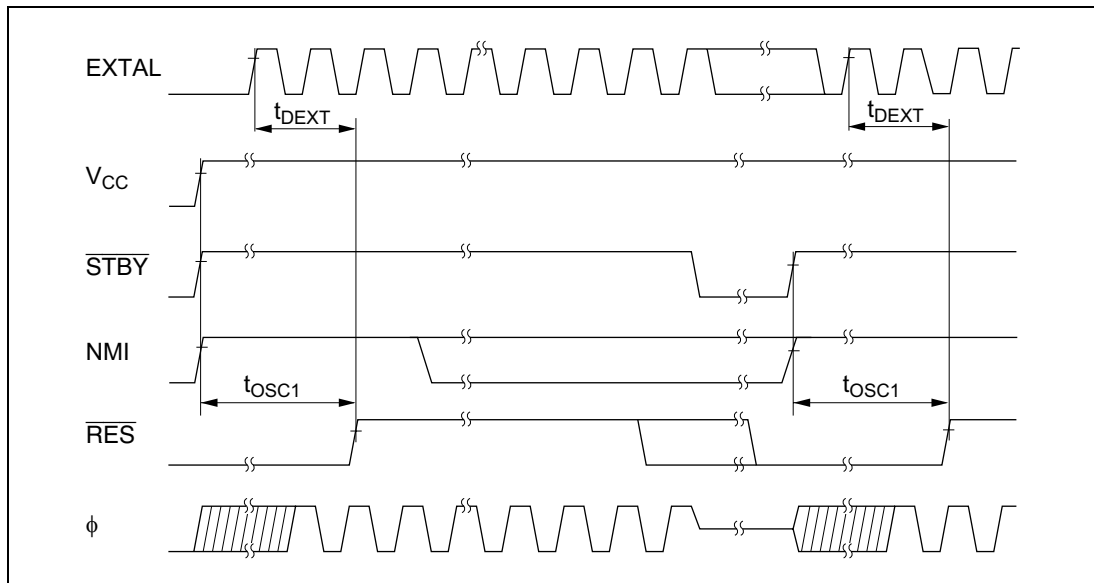 EXTAL
tDEXT
tDEXT
VCC
STBY
NMI
tOSC1
tOSC1
RES
ϕ